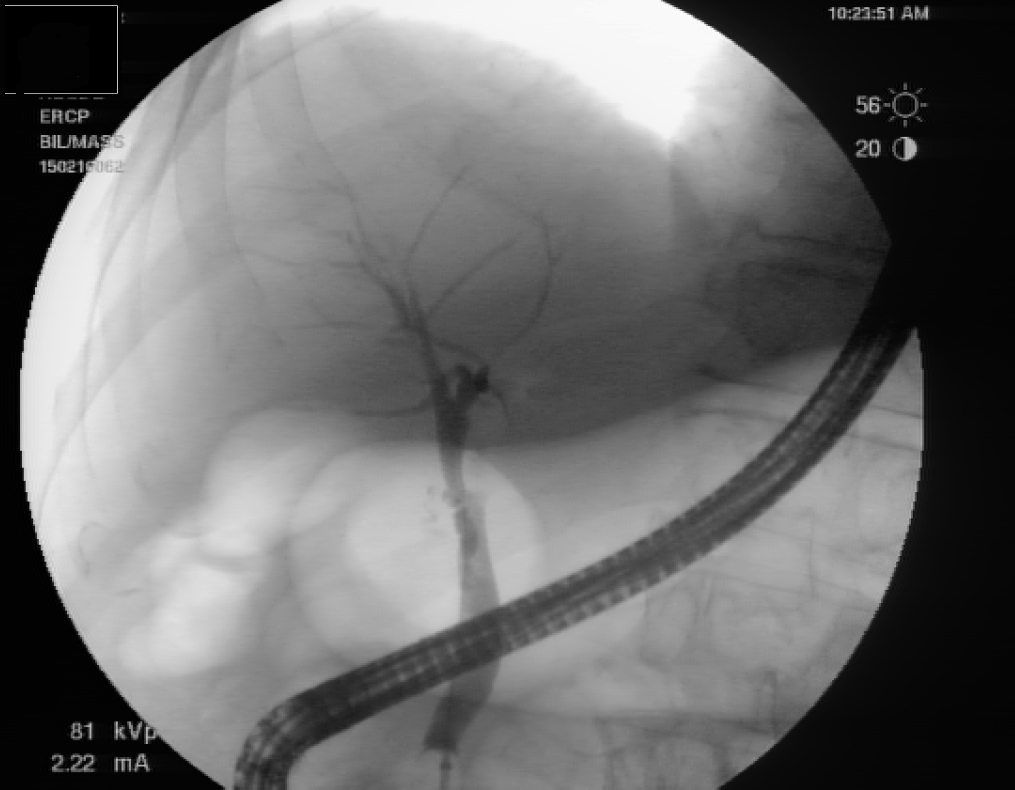 10:23:51 AM
56
20
ERCP
BIL/MASS
81 kVp
2.22 mA